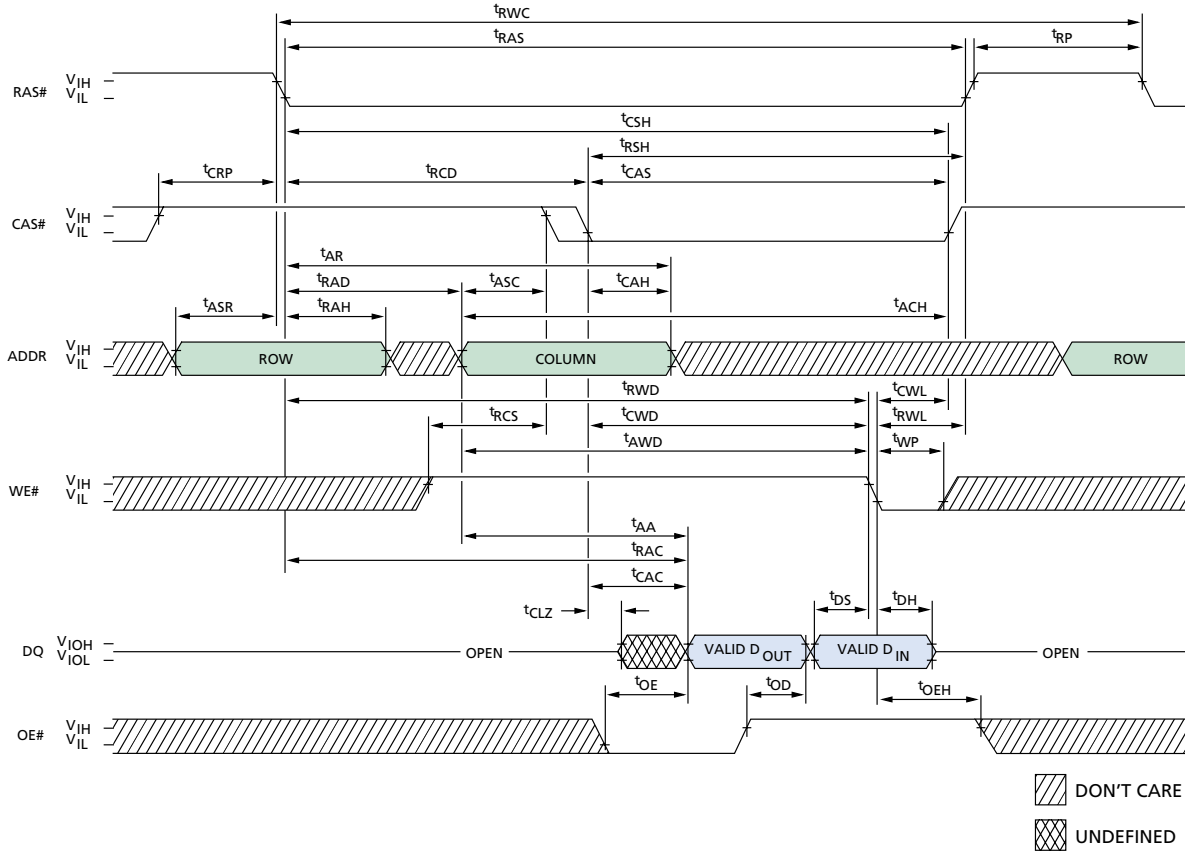 tRWC
tRAS
tRP
RAS#
VIH
VIL
tCSH
tRSH
tCRP
tRCD
tCAS
CAS#
VIH
VIL
tAR
tRAD
tASC
tCAH
tASR
tRAH
tACH
ADDR
VIH
VIL
ROW
COLUMN
ROW
tRWD
tCWL
tRCS
tCWD
tRWL
tAWD
tWP
WE#
VIH
VIL
tAA
tRAC
tCAC
tCLZ
tDS
tDH
DQ
VIOH
VIOL
OPEN
VALID DOUT
VALID DIN
OPEN
tOE
tOD
tOEH
OE#
VIH
VIL
DON'T CARE
UNDEFINED